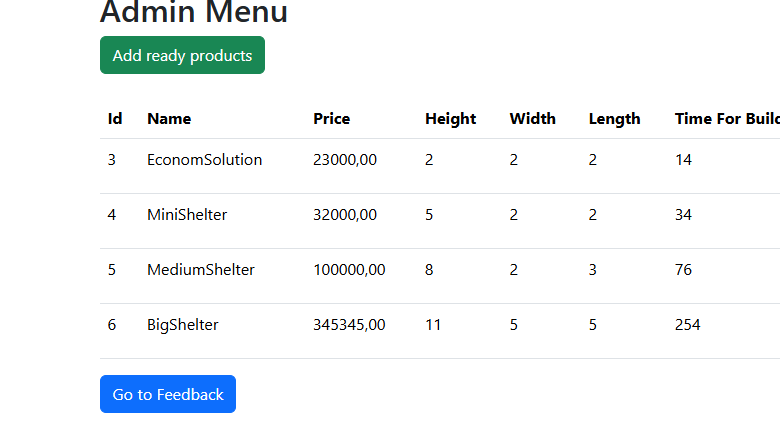 Admin Menu
Add ready products
Id Name Price Height Width Length Time For Build
3 EconomSolution 23000,00 2 2 2 14
4 MiniShelter 32000,00 5 2 2 34
5 MediumShelter 100000,00 8 2 3 76
6 BigShelter 345345,00 11 5 5 254
Go to Feedback